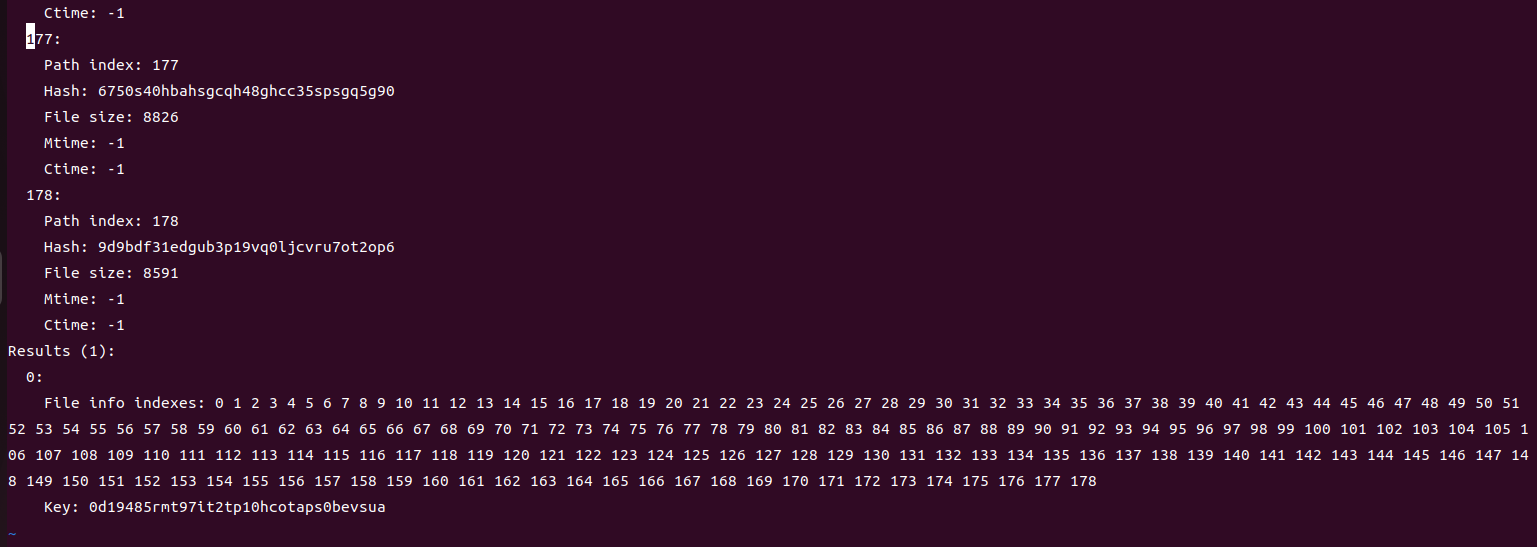 Ctime: -1
177:
Path index: 177
Hash: 6750s40hbahsgcqh48ghcc35spsgq5g90
File size: 8826
Mtime: -1
Ctime: -1
178:
Path index: 178
Hash: 9d9bdf31edgub3p19vq0ljcvru7ot2op6
File size: 8591
Mtime: -1
Ctime: -1
Results (1):
0:
File info indexes: 0 1 2 3 4 5 6 7 8 9 10 11 12 13 14 15 16 17 18 19 20 21 22 23 24 25 26 27 28 29 30 31 32 33 34 35 36 37 38 39 40 41 42 43 44 45 46 47 48 49 50 51
52 53 54 55 56 57 58 59 60 61 62 63 64 65 66 67 68 69 70 71 72 73 74 75 76 77 78 79 80 81 82 83 84 85 86 87 88 89 90 91 92 93 94 95 96 97 98 99 100 101 102 103 104 105 1
06 107 108 109 110 111 112 113 114 115 116 117 118 119 120 121 122 123 124 125 126 127 128 129 130 131 132 133 134 135 136 137 138 139 140 141 142 143 144 145 146 147 14
8 149 150 151 152 153 154 155 156 157 158 159 160 161 162 163 164 165 166 167 168 169 170 171 172 173 174 175 176 177 178
Key: 0d19485rmt97it2tp10hcotaps0bevsua
~